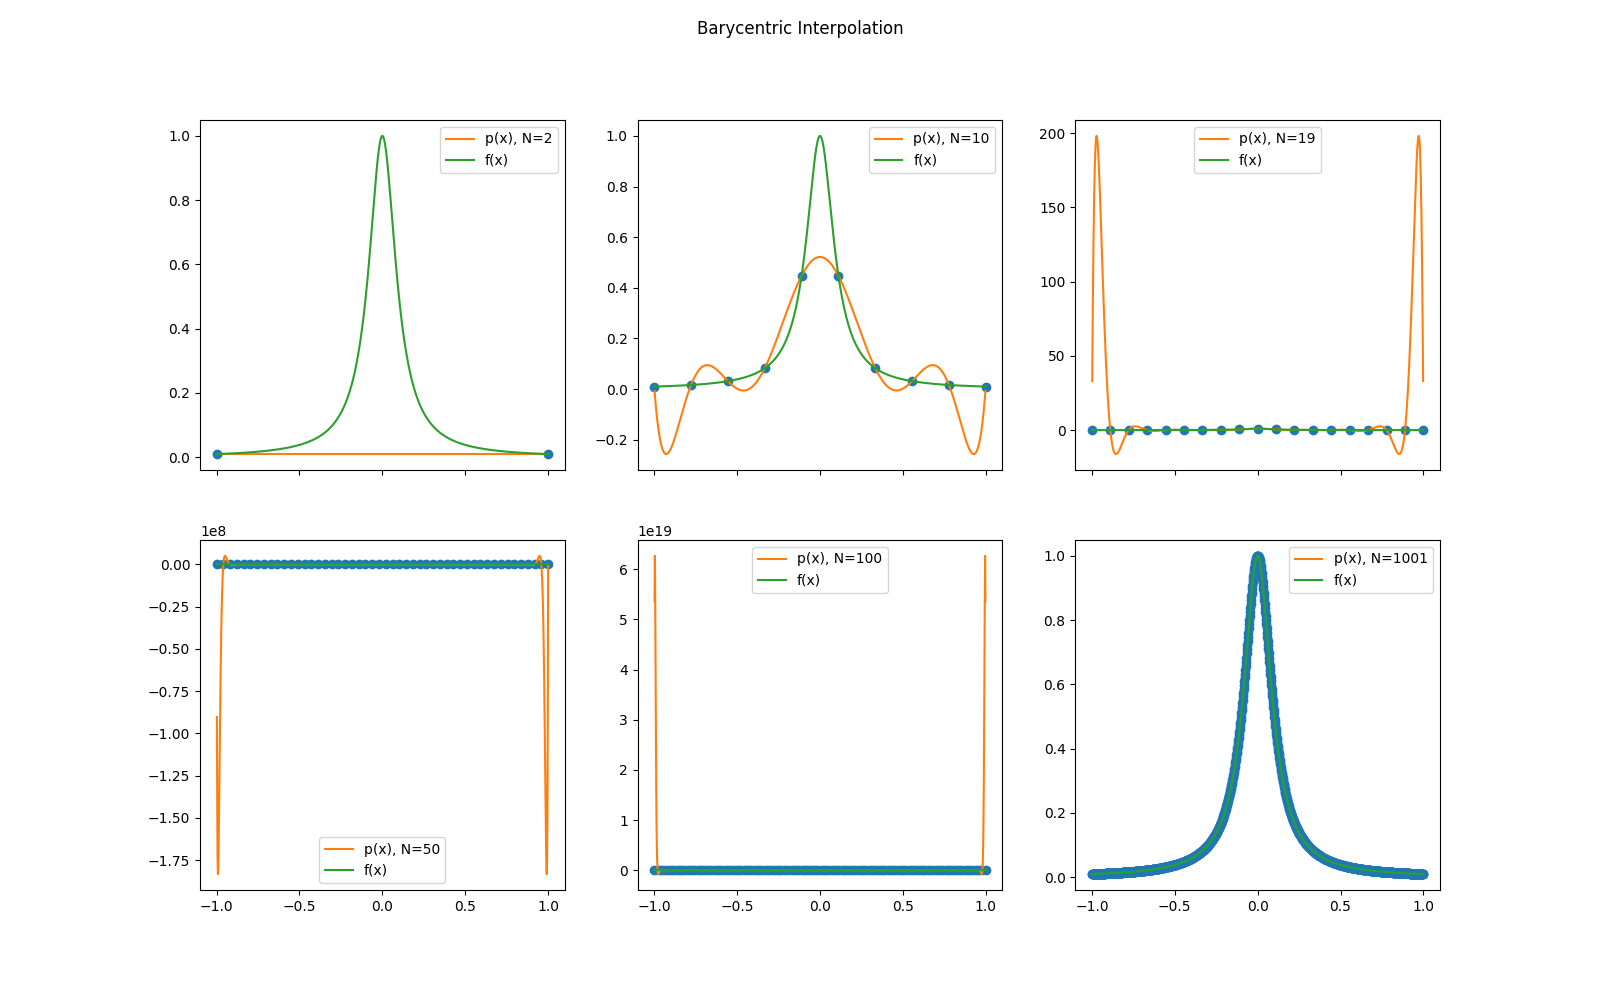 Barycentric Interpolation
1.0
0.8
0.6
0.4
0.2
0.0
p(x), N=2
f(x)
1.0
0.8
0.6
0.4
0.2
0.0
−0.2
p(x), N=10
f(x)
200
150
100
50
0
p(x), N=19
f(x)
1e8
0.00
−0.25
−0.50
−0.75
−1.00
−1.25
−1.50
−1.75
p(x), N=50
f(x)
−1.0 −0.5 0.0 0.5 1.0
1e19
6
5
4
3
2
1
0
p(x), N=100
f(x)
−1.0 −0.5 0.0 0.5 1.0
1.0
0.8
0.6
0.4
0.2
0.0
p(x), N=1001
f(x)
−1.0 −0.5 0.0 0.5 1.0